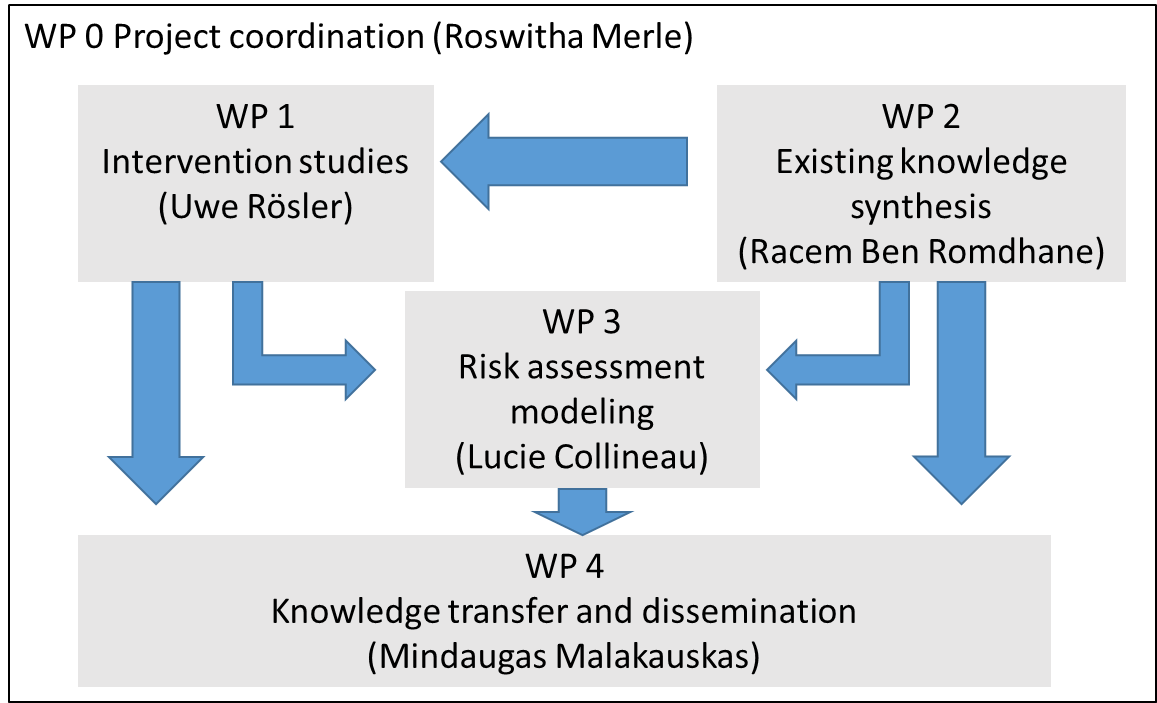 WP 0 Project coordination (Roswitha Merle)
WP 1
Intervention studies
(Uwe Rösler)
WP 2
Existing knowledge
synthesis
(Racem Ben Romdhane)
WP 3
Risk assessment
modeling
(Lucie Collineau)
WP 4
Knowledge transfer and dissemination
(Mindaugas Malakauskas)